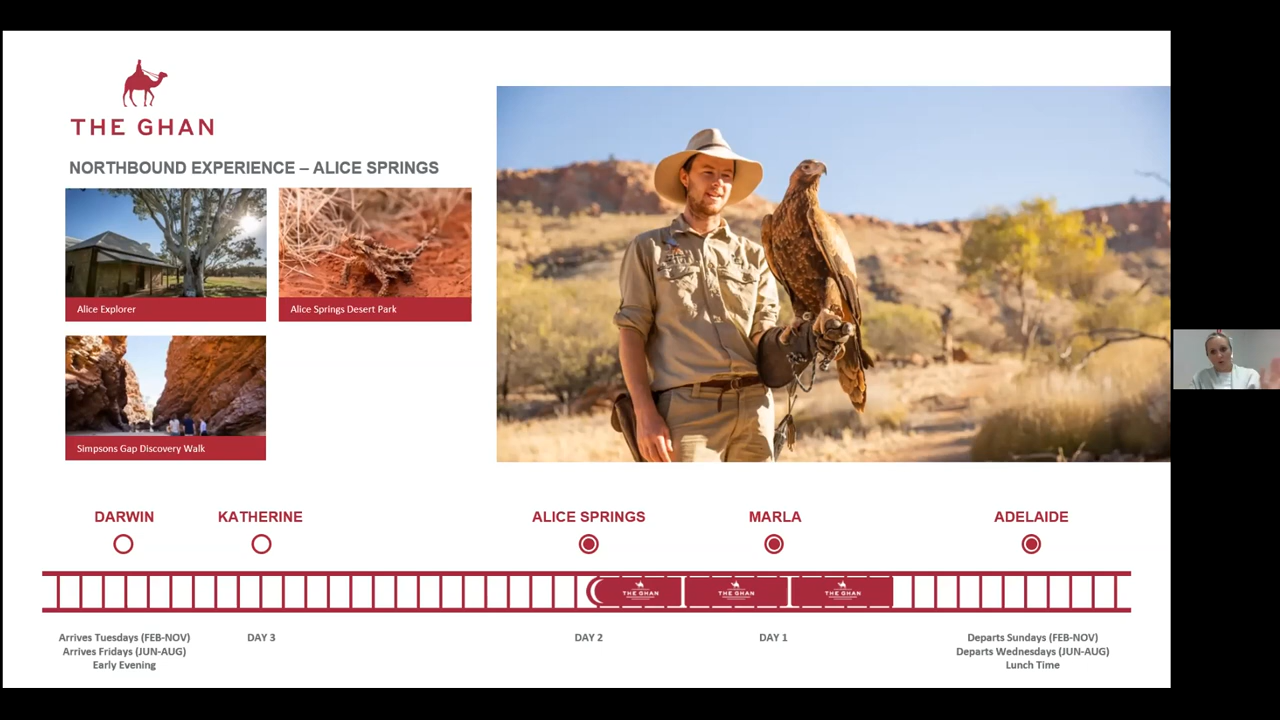 THE GHAN
NORTHBOUND EXPERIENCE – ALICE SPRINGS
Alice Explorer
Alice Springs Desert Park
Simpsons Gap Discovery Walk
DARWIN
KATHERINE
ALICE SPRINGS
MARLA
ADELAIDE
THE GHAN
THE GHAN
THE GHAN
Arrives Tuesdays (FEB-NOV)
Arrives Fridays (JUN-AUG)
Early Evening
DAY 3
DAY 2
DAY 1
Departs Sundays (FEB-NOV)
Departs Wednesdays (JUN-AUG)
Lunch Time